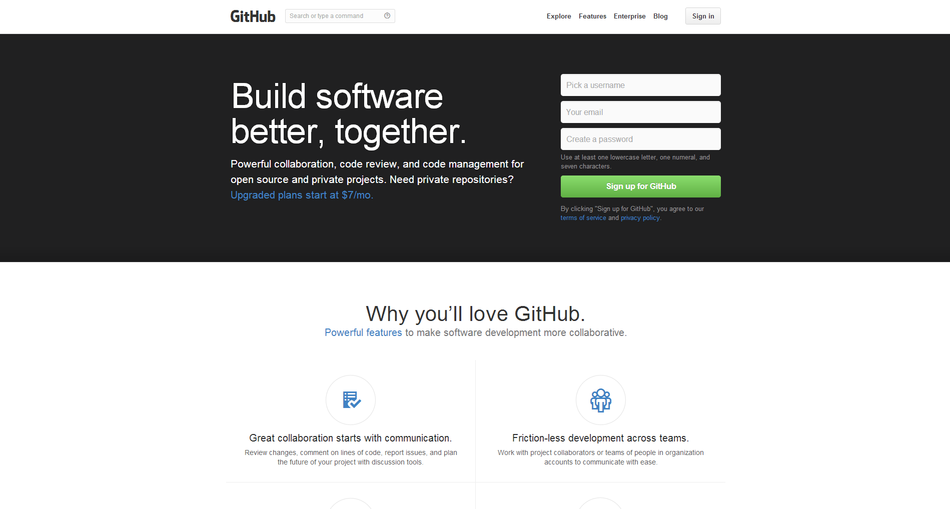 GitHub
Search or type a command
Explore Features Enterprise Blog Sign in
Build software
better, together.
Powerful collaboration, code review, and code management for
open source and private projects. Need private repositories?
Upgraded plans start at $7/mo.
Pick a username
Your email
Create a password
Use at least one lowercase letter, one numeral, and
seven characters.
Sign up for GitHub
By clicking "Sign up for GitHub", you agree to our
terms of service and privacy policy.
Why you'll love GitHub.
Powerful features to make software development more collaborative.
Great collaboration starts with communication.
Review changes, comment on lines of code, report issues, and plan
the future of your project with discussion tools.
Friction-less development across teams.
Work with project collaborators or teams of people in organization
accounts to communicate with ease.